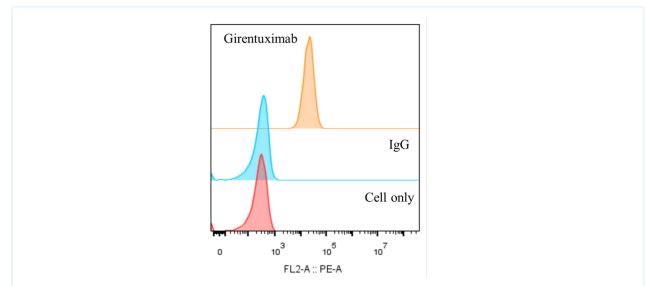 Girentuximab
IgG
Cell only
0 10³ 10⁵ 10⁷
FL2-A :: PE-A